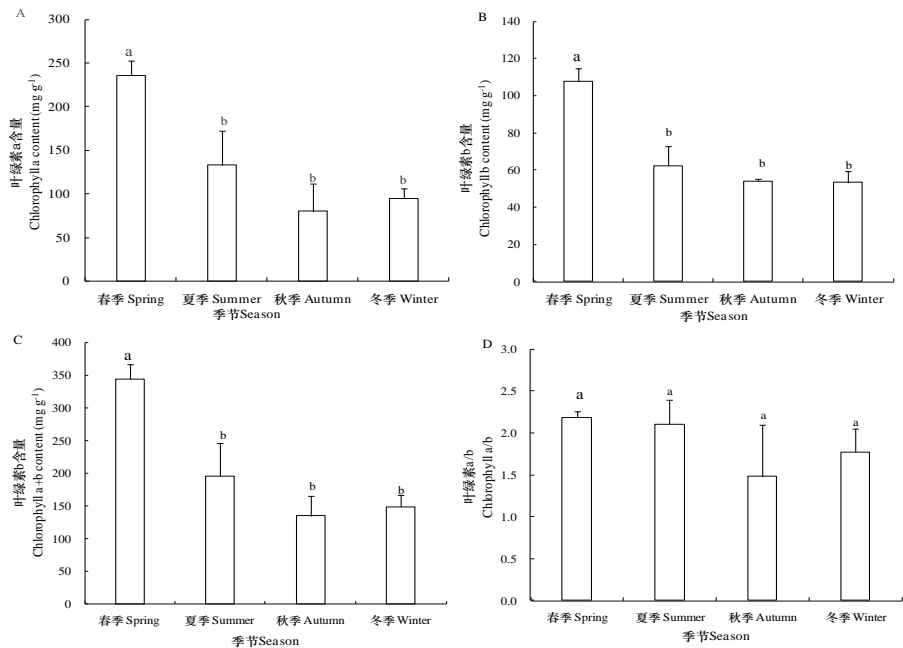 A
300
250
200
150
100
50
0
叶绿素a含量
Chlorophyll a content (mg g-1)
a
b
b
b
春季 Spring
夏季 Summer
秋季 Autumn
冬季 Winter
季节Season
B
140
120
100
80
60
40
20
0
叶绿素b含量
Chlorophyll b content (mg g-1)
a
b
b
b
春季 Spring
夏季 Summer
秋季 Autumn
冬季 Winter
季节Season
C
400
350
300
250
200
150
100
50
0
叶绿素b含量
Chlorophyll a+b content (mg g-1)
a
b
b
b
春季 Spring
夏季 Summer
秋季 Autumn
冬季 Winter
季节Season
D
3.0
2.5
2.0
1.5
1.0
0.5
0.0
叶绿素a/b
Chlorophyll a/b
a
a
a
a
春季 Spring
夏季 Summer
秋季 Autumn
冬季 Winter
季节Season